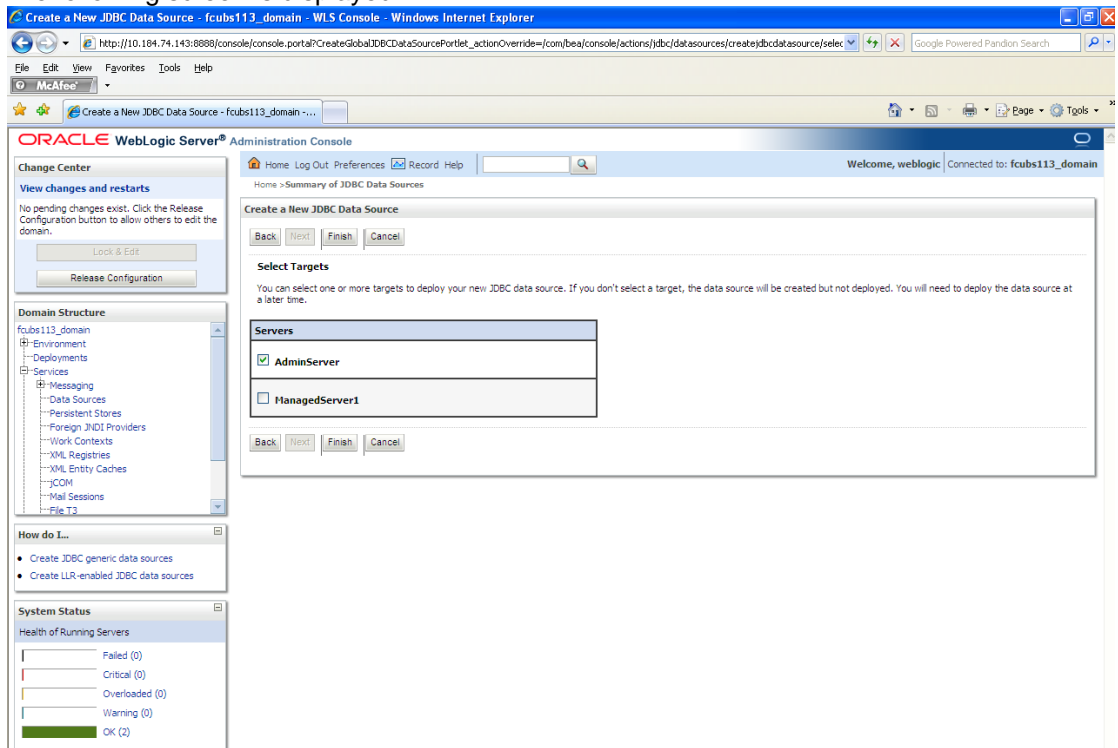 Create a New JDBC Data Source - fcubs113_domain - WLS Console - Windows Internet Explorer
http://10.184.74.143:8888/console/console.portal?CreateGlobalJDBCDataSourcePortlet_actionOverride=/com/bea/console/actions/jdbc/datasources/createjdbcdatasource/selec
Google Powered Pandion Search
File Edit View Favorites Tools Help
McAfee
Create a New JDBC Data Source - fcubs113_domain -...
Page Tools
ORACLE WebLogic Server® Administration Console
Change Center
View changes and restarts
No pending changes exist. Click the Release
Configuration button to allow others to edit the
domain.
Lock & Edit
Release Configuration
Domain Structure
fcubs113_domain
Environment
Deployments
Services
Messaging
Data Sources
Persistent Stores
Foreign JNDI Providers
Work Contexts
XML Registries
XML Entity Caches
jCOM
Mail Sessions
File T3
How do I...
Create JDBC generic data sources
Create LLR-enabled JDBC data sources
System Status
Health of Running Servers
Failed (0)
Critical (0)
Overloaded (0)
Warning (0)
OK (2)
Home Log Out Preferences Record Help
Welcome, weblogic Connected to: fcubs113_domain
Home >Summary of JDBC Data Sources
Create a New JDBC Data Source
Back Next Finish Cancel
Select Targets
You can select one or more targets to deploy your new JDBC data source. If you don't select a target, the data source will be created but not deployed. You will need to deploy the data source at
a later time.
Servers
AdminServer
ManagedServer1
Back Next Finish Cancel